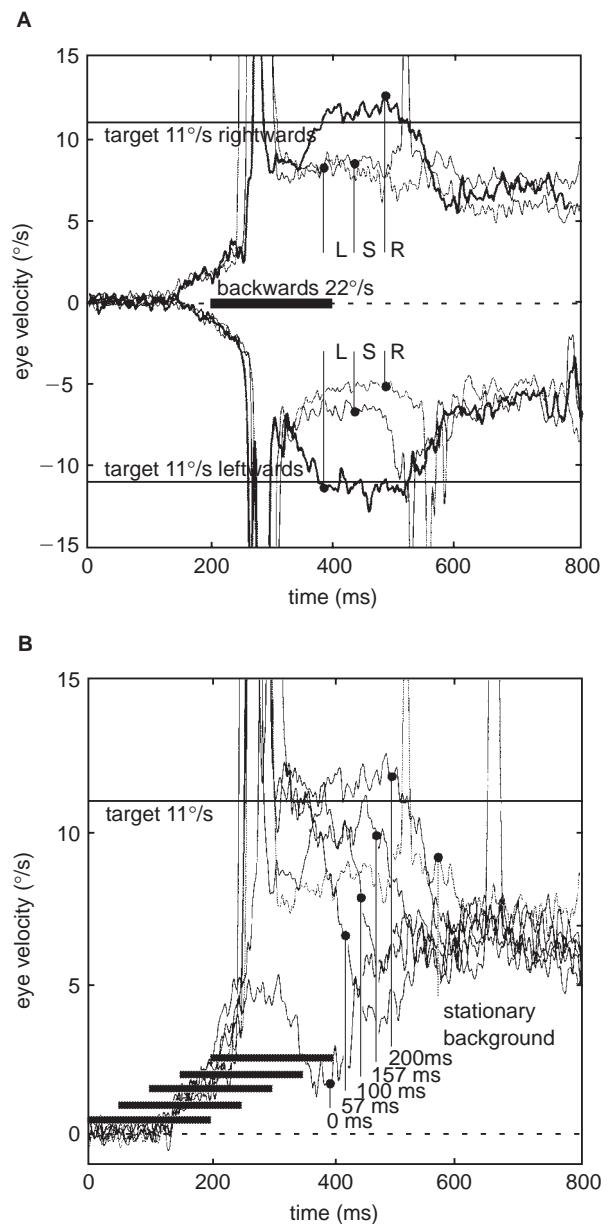 A
15
target 11°/s rightwards
10
5
L S R
backwards 22°/s
0
L S R
−5
−10
target 11°/s leftwards
−15
0 200 400 600 800
eye velocity (°/s)
time (ms)
B
15
target 11°/s
10
5
stationary
background
200ms
157 ms
100 ms
57 ms
0 ms
0
0 200 400 600 800
eye velocity (°/s)
time (ms)